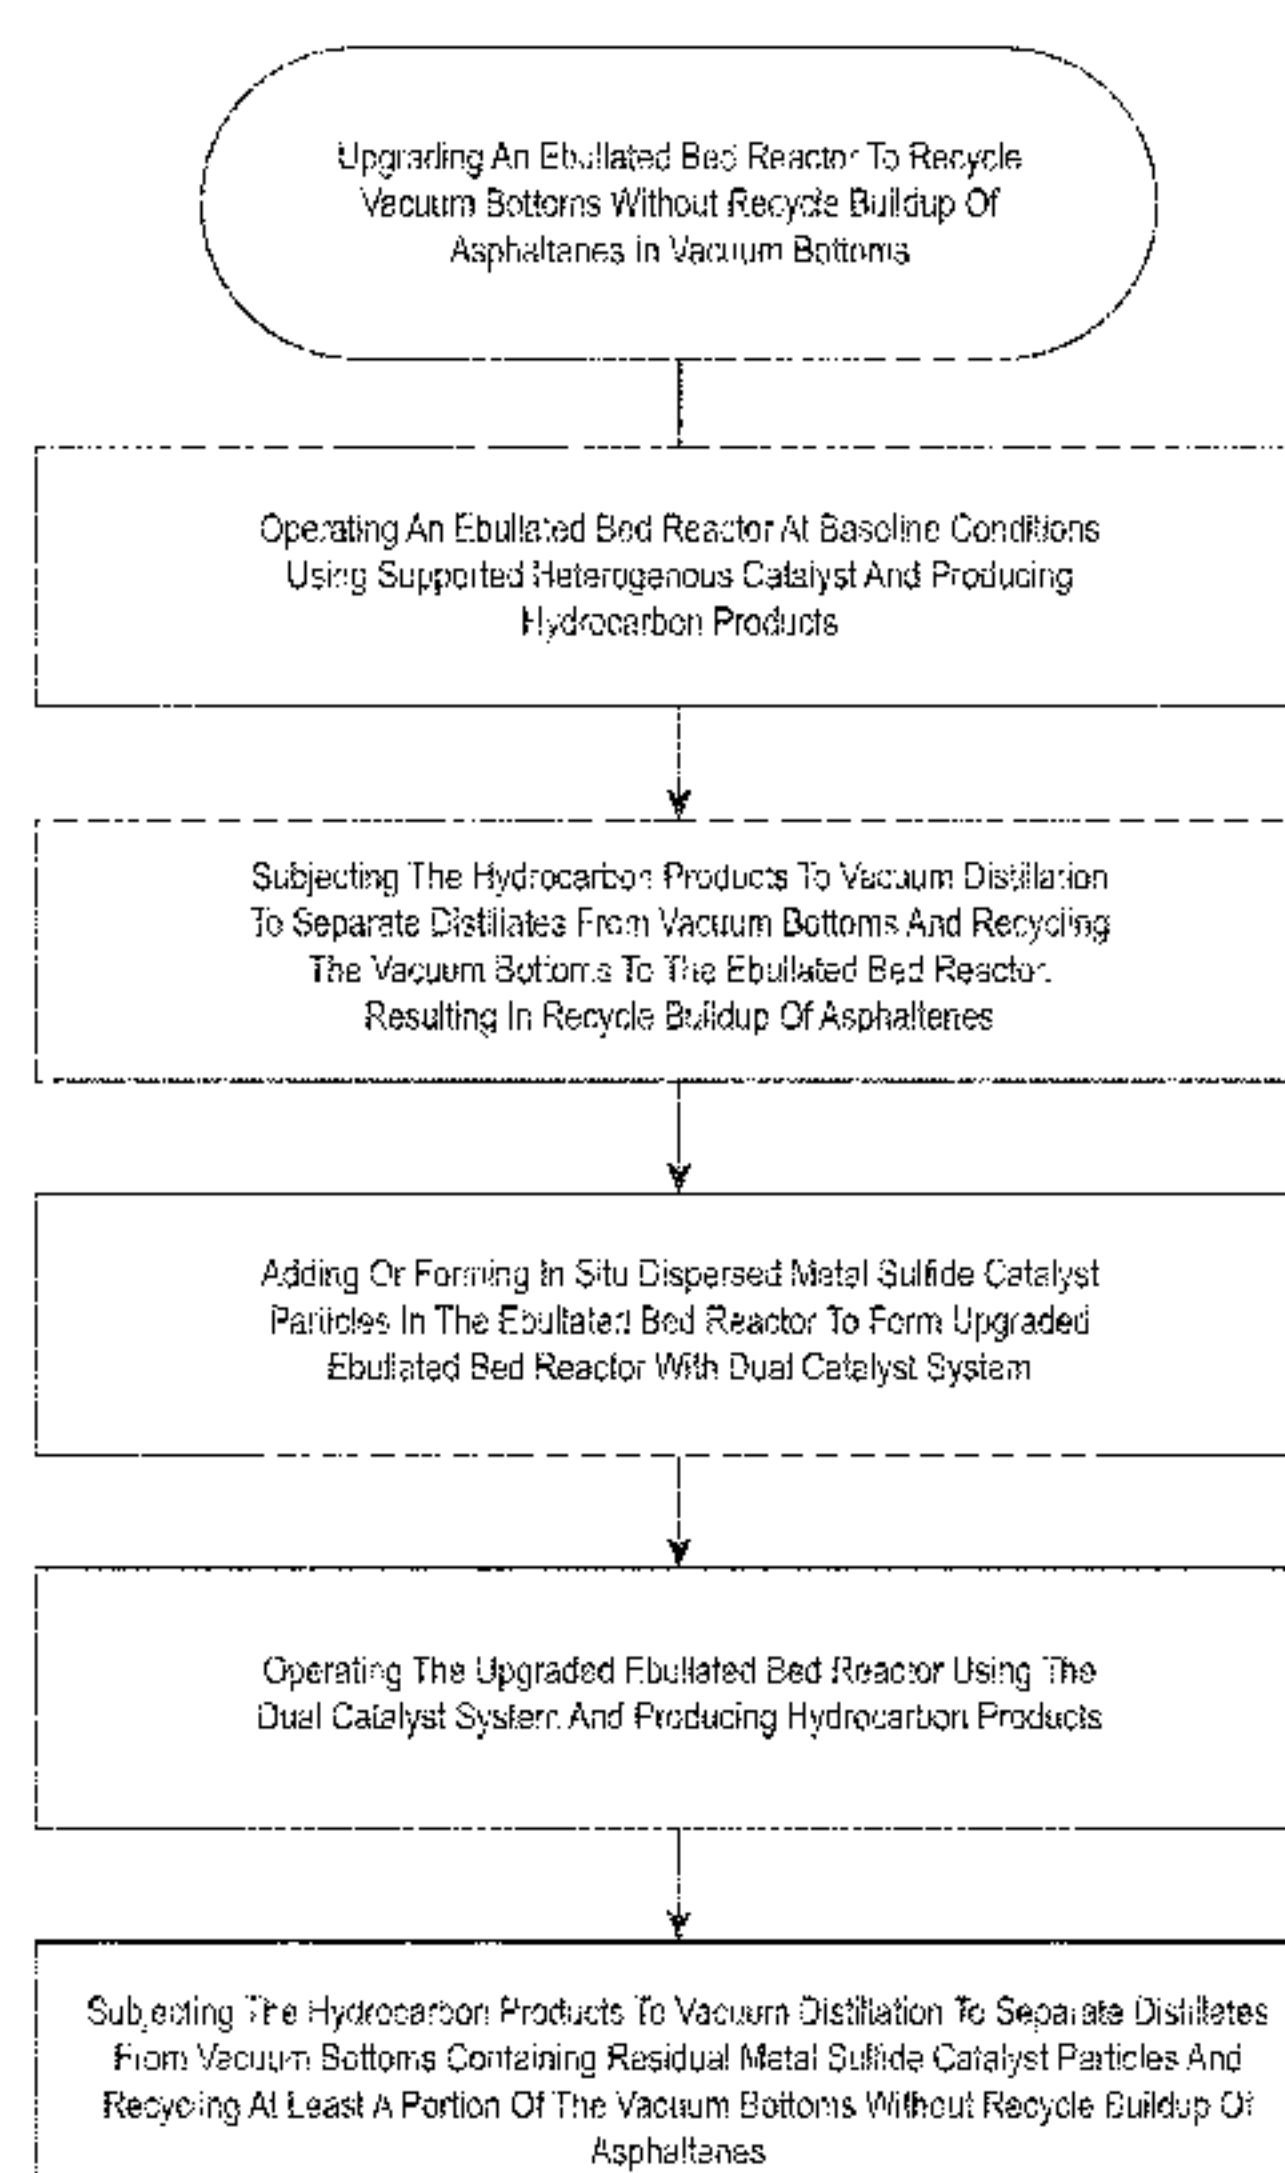 Upgrading An Ebullated Bed Reactor To Recycle
Vacuum Bottoms Without Recycle Buildup Of
Asphaltenes In Vacuum Bottoms
Operating An Ebullated Bed Reactor At Baseline Conditions
Using Supported Heterogenous Catalyst And Producing
Hydrocarbon Products
Subjecting The Hydrocarbon Products To Vacuum Distillation
To Separate Distillates From Vacuum Bottoms And Recycling
The Vacuum Bottoms To The Ebullated Bed Reactor,
Resulting In Recycle Buildup Of Asphaltenes
Adding Or Forming In Situ Dispersed Metal Sulfide Catalyst
Particles In The Ebullated Bed Reactor To Form Upgraded
Ebullated Bed Reactor With Dual Catalyst System
Operating The Upgraded Ebullated Bed Reactor Using The
Dual Catalyst System And Producing Hydrocarbon Products
Subjecting The Hydrocarbon Products To Vacuum Distillation To Separate Distillates
From Vacuum Bottoms Containing Residual Metal Sulfide Catalyst Particles And
Recycling At Least A Portion Of The Vacuum Bottoms Without Recycle Buildup Of
Asphaltenes